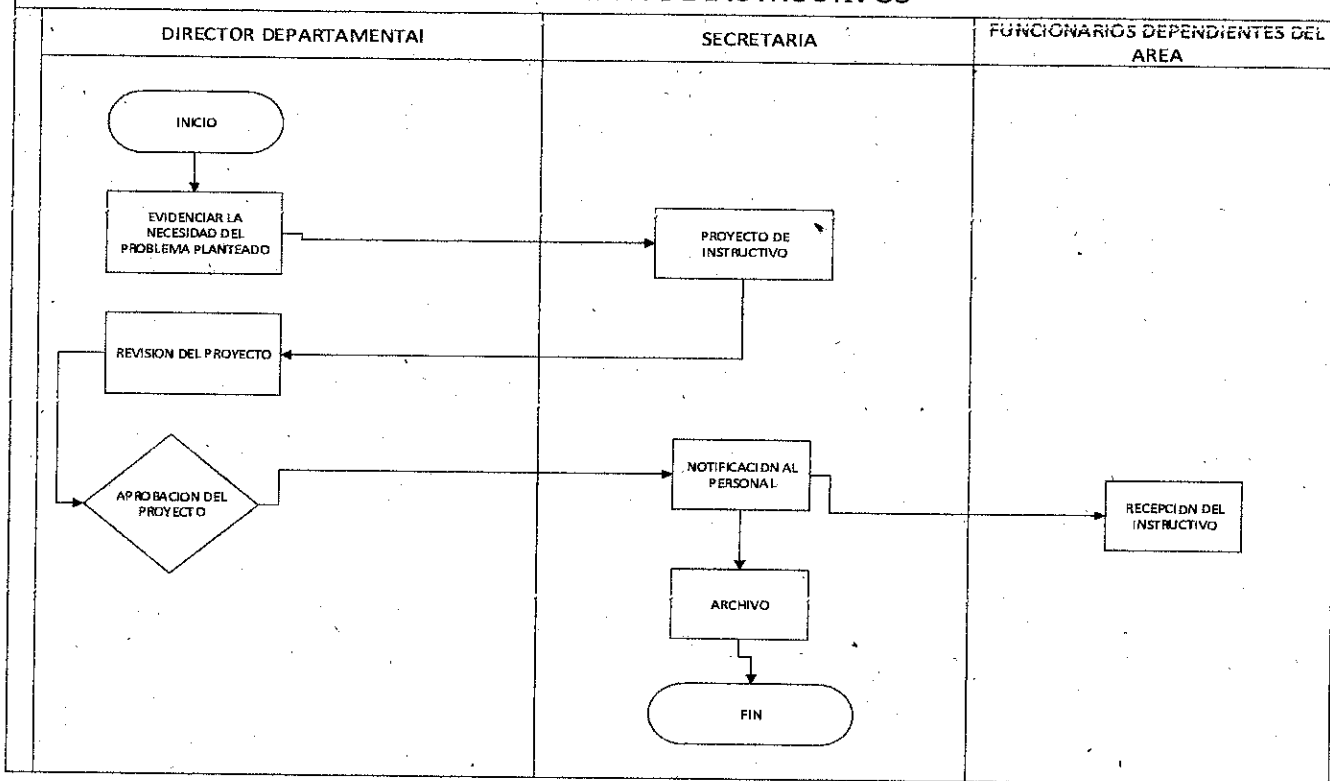 DIRECTOR DEPARTAMENTAL
SECRETARIA
FUNCIONARIOS DEPENDIENTES DEL
AREA
INICIO
EVIDENCIAR LA
NECESIDAD DEL
PROBLEMA PLANTEADO
PROYECTO DE
INSTRUCTIVO
REVISION DEL PROYECTO
APROBACION DEL
PROYECTO
NOTIFICACION AL
PERSONAL
RECEPCION DEL
INSTRUCTIVO
ARCHIVO
FIN